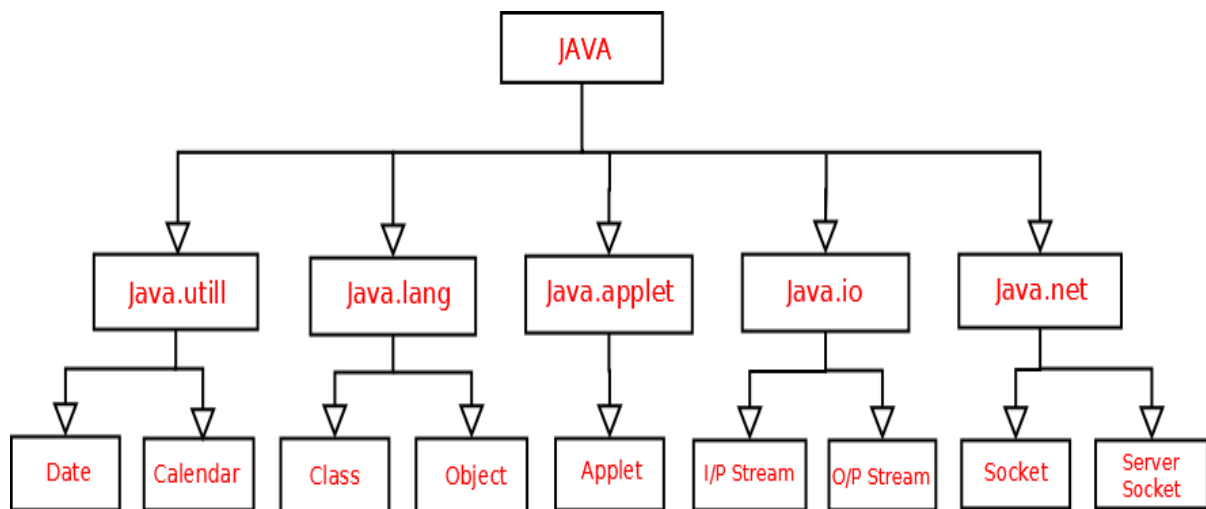 JAVA
Java.utill
Java.lang
Java.applet
Java.io
Java.net
Date
Calendar
Class
Object
Applet
I/P Stream
O/P Stream
Socket
Server
Socket